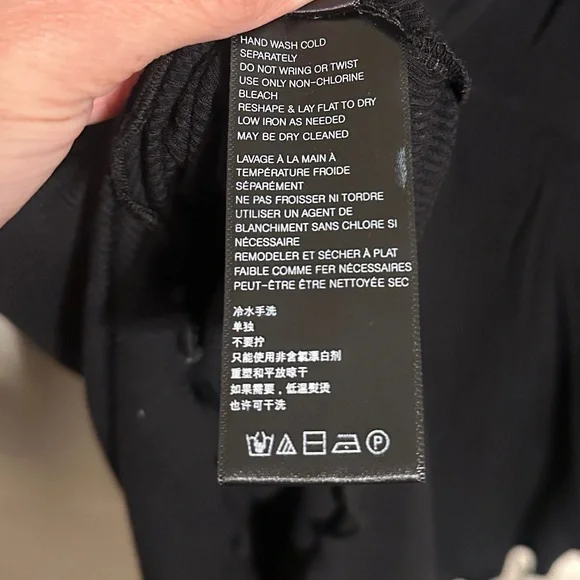 HAND WASH COLD
SEPARATELY
DO NOT WRING OR TWIST
USE ONLY NON-CHLORINE
BLEACH
RESHAPE & LAY FLAT TO DRY
LOW IRON AS NEEDED
MAY BE DRY CLEANED
LAVAGE À LA MAIN À
TEMPÉRATURE FROIDE
SÉPARÉMENT
NE PAS FROISSER NI TORDRE
UTILISER UN AGENT DE
BLANCHIMENT SANS CHLORE SI
NÉCESSAIRE
REMODELER ET SÉCHER À PLAT
FAIBLE COMME FER NÉCESSAIRES
PEUT-ÊTRE ÊTRE NETTOYÉE SEC
冷水手洗
单独
不要拧
只能使用非含氯漂白剂
重塑和平放晾干
如果需要，低温熨烫
也许可干洗
P